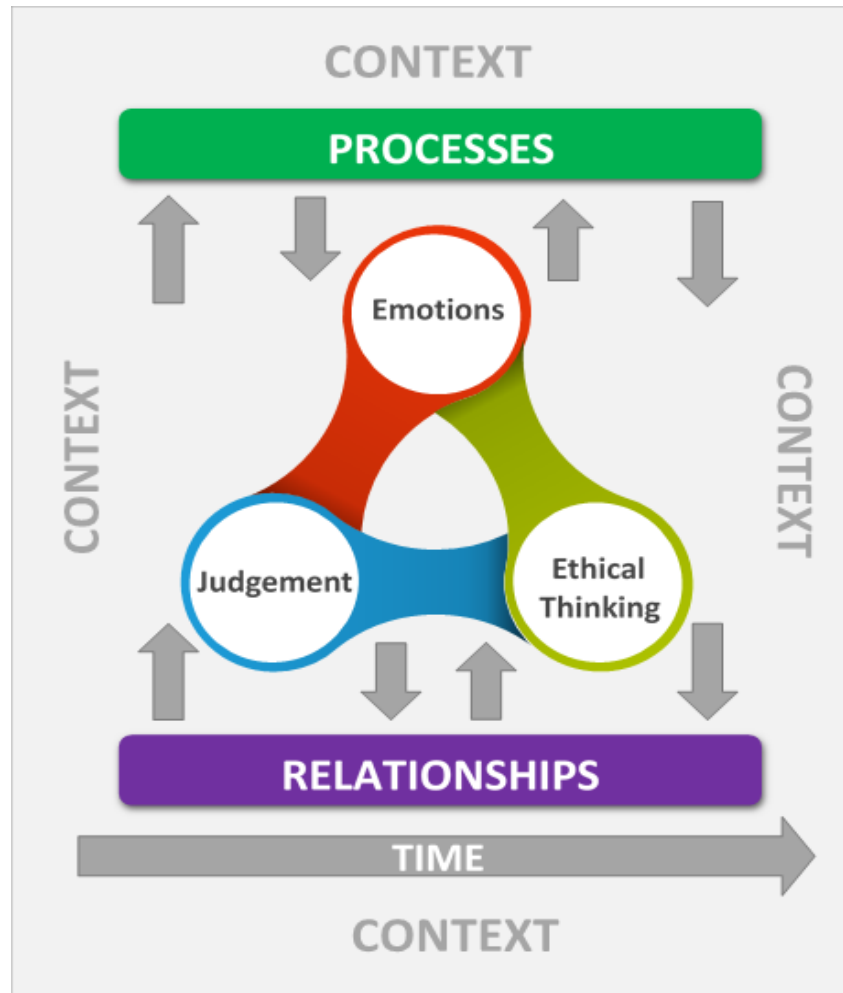 CONTEXT
PROCESSES
Emotions
CONTEXT
CONTEXT
Judgement
Ethical
Thinking
RELATIONSHIPS
TIME
CONTEXT